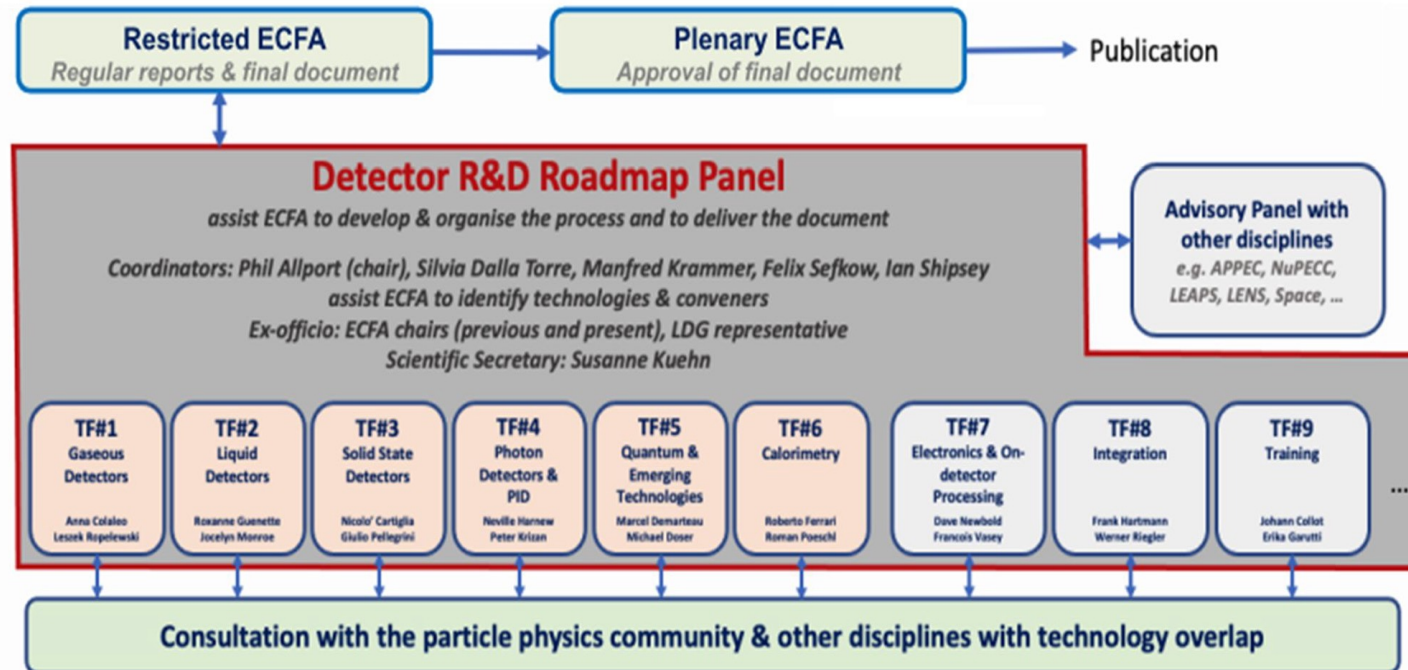 Restricted ECFA
Regular reports & final document
Plenary ECFA
Approval of final document
Publication
Detector R&D Roadmap Panel
assist ECFA to develop & organise the process and to deliver the document
Coordinators: Phil Allport (chair), Silvia Dalla Torre, Manfred Krammer, Felix Sefkow, Ian Shipsey
assist ECFA to identify technologies & conveners
Ex-officio: ECFA chairs (previous and present), LDG representative
Scientific Secretary: Susanne Kuehn
Advisory Panel with
other disciplines
e.g. APPEC, NuPECC,
LEAPS, LENS, Space, ...
TF#1
Gaseous
Detectors
Anna Colaleo
Leszek Ropelewski
TF#2
Liquid
Detectors
Roxanne Guenette
Jocelyn Monroe
TF#3
Solid State
Detectors
Nicolo' Cartiglia
Giulio Pellegrini
TF#4
Photon
Detectors &
PID
Neville Harnew
Peter Krizan
TF#5
Quantum &
Emerging
Technologies
Marcel Demarteau
Michael Doser
TF#6
Calorimetry
Roberto Ferrari
Roman Poeschl
TF#7
Electronics & On-
detector
Processing
Dave Newbold
Francois Vasey
TF#8
Integration
Frank Hartmann
Werner Riegler
TF#9
Training
Johann Collot
Erika Garutti
...
Consultation with the particle physics community & other disciplines with technology overlap